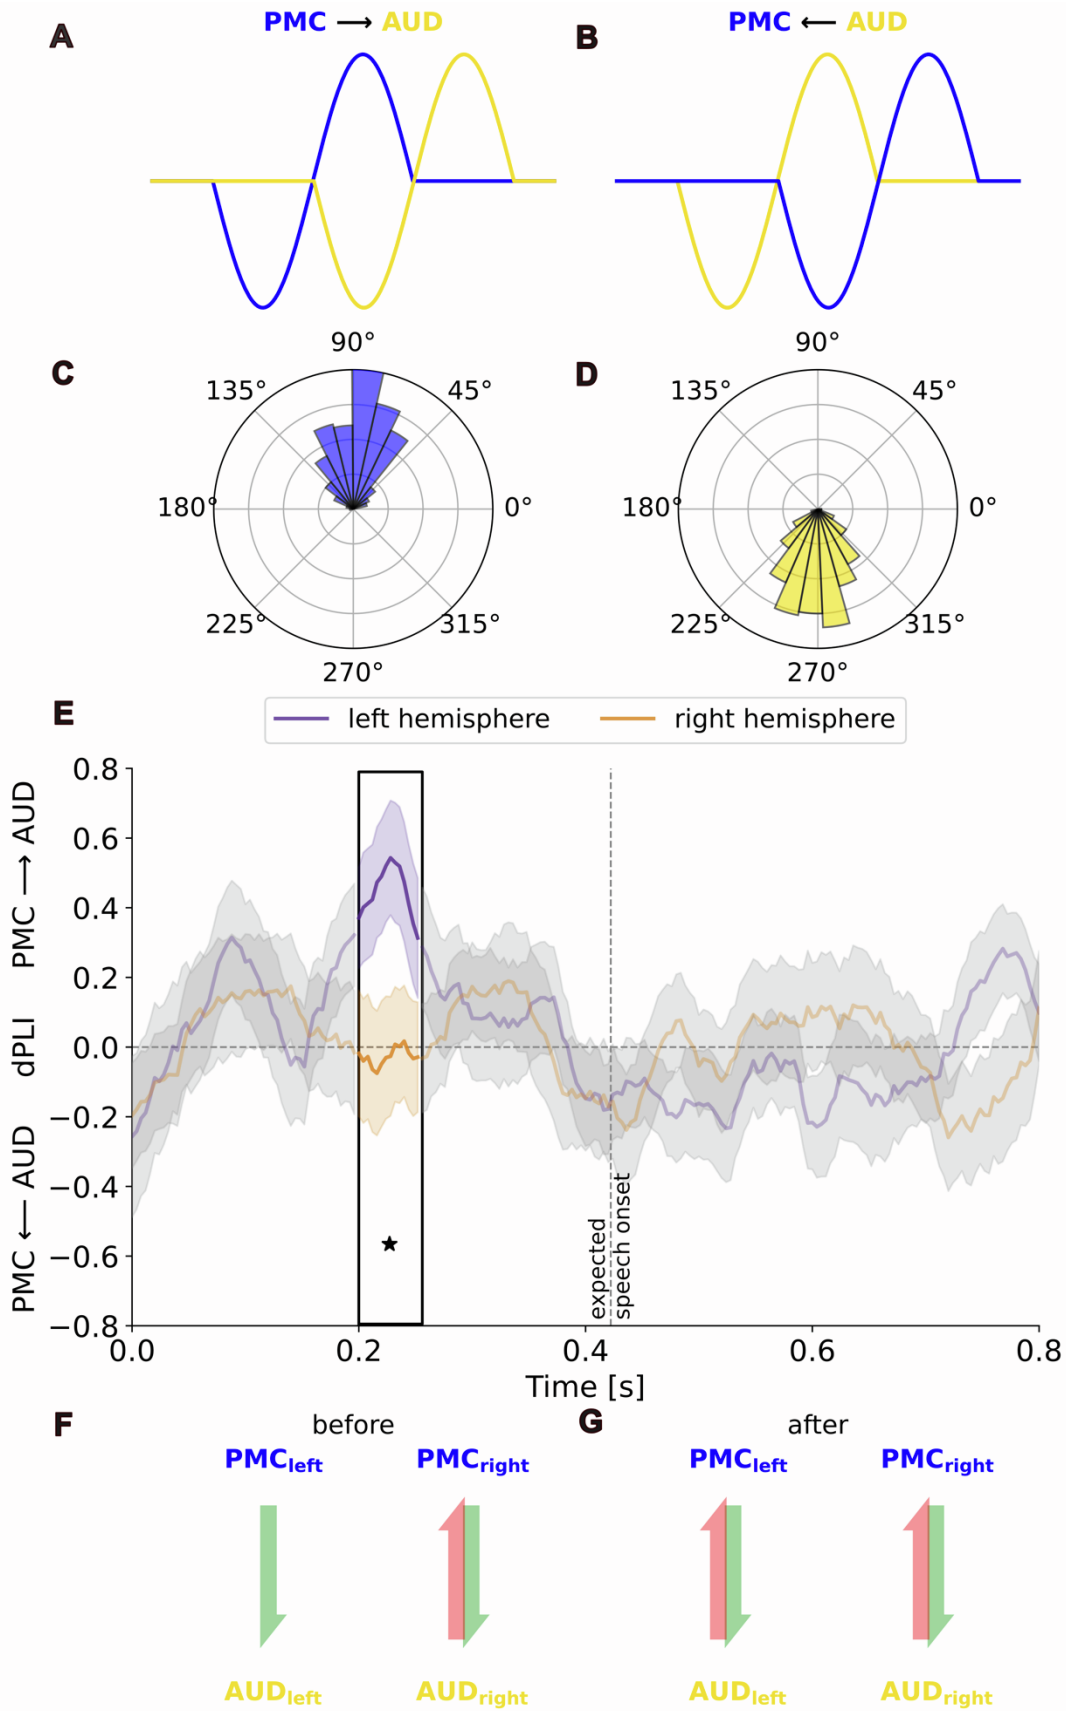 A
PMC → AUD
B
PMC ← AUD
C
90°
135°
45°
180°
0°
225°
315°
270°
D
90°
135°
45°
180°
0°
225°
315°
270°
E
left hemisphere
right hemisphere
PMC ← AUD dPLI PMC → AUD
0.8
0.6
0.4
0.2
0.0
−0.2
−0.4
−0.6
−0.8
★
expected
speech onset
0.0 0.2 0.4 0.6 0.8
Time [s]
F
before
G
after
PMCleft
PMCright
PMCleft
PMCright
AUDleft
AUDright
AUDleft
AUDright